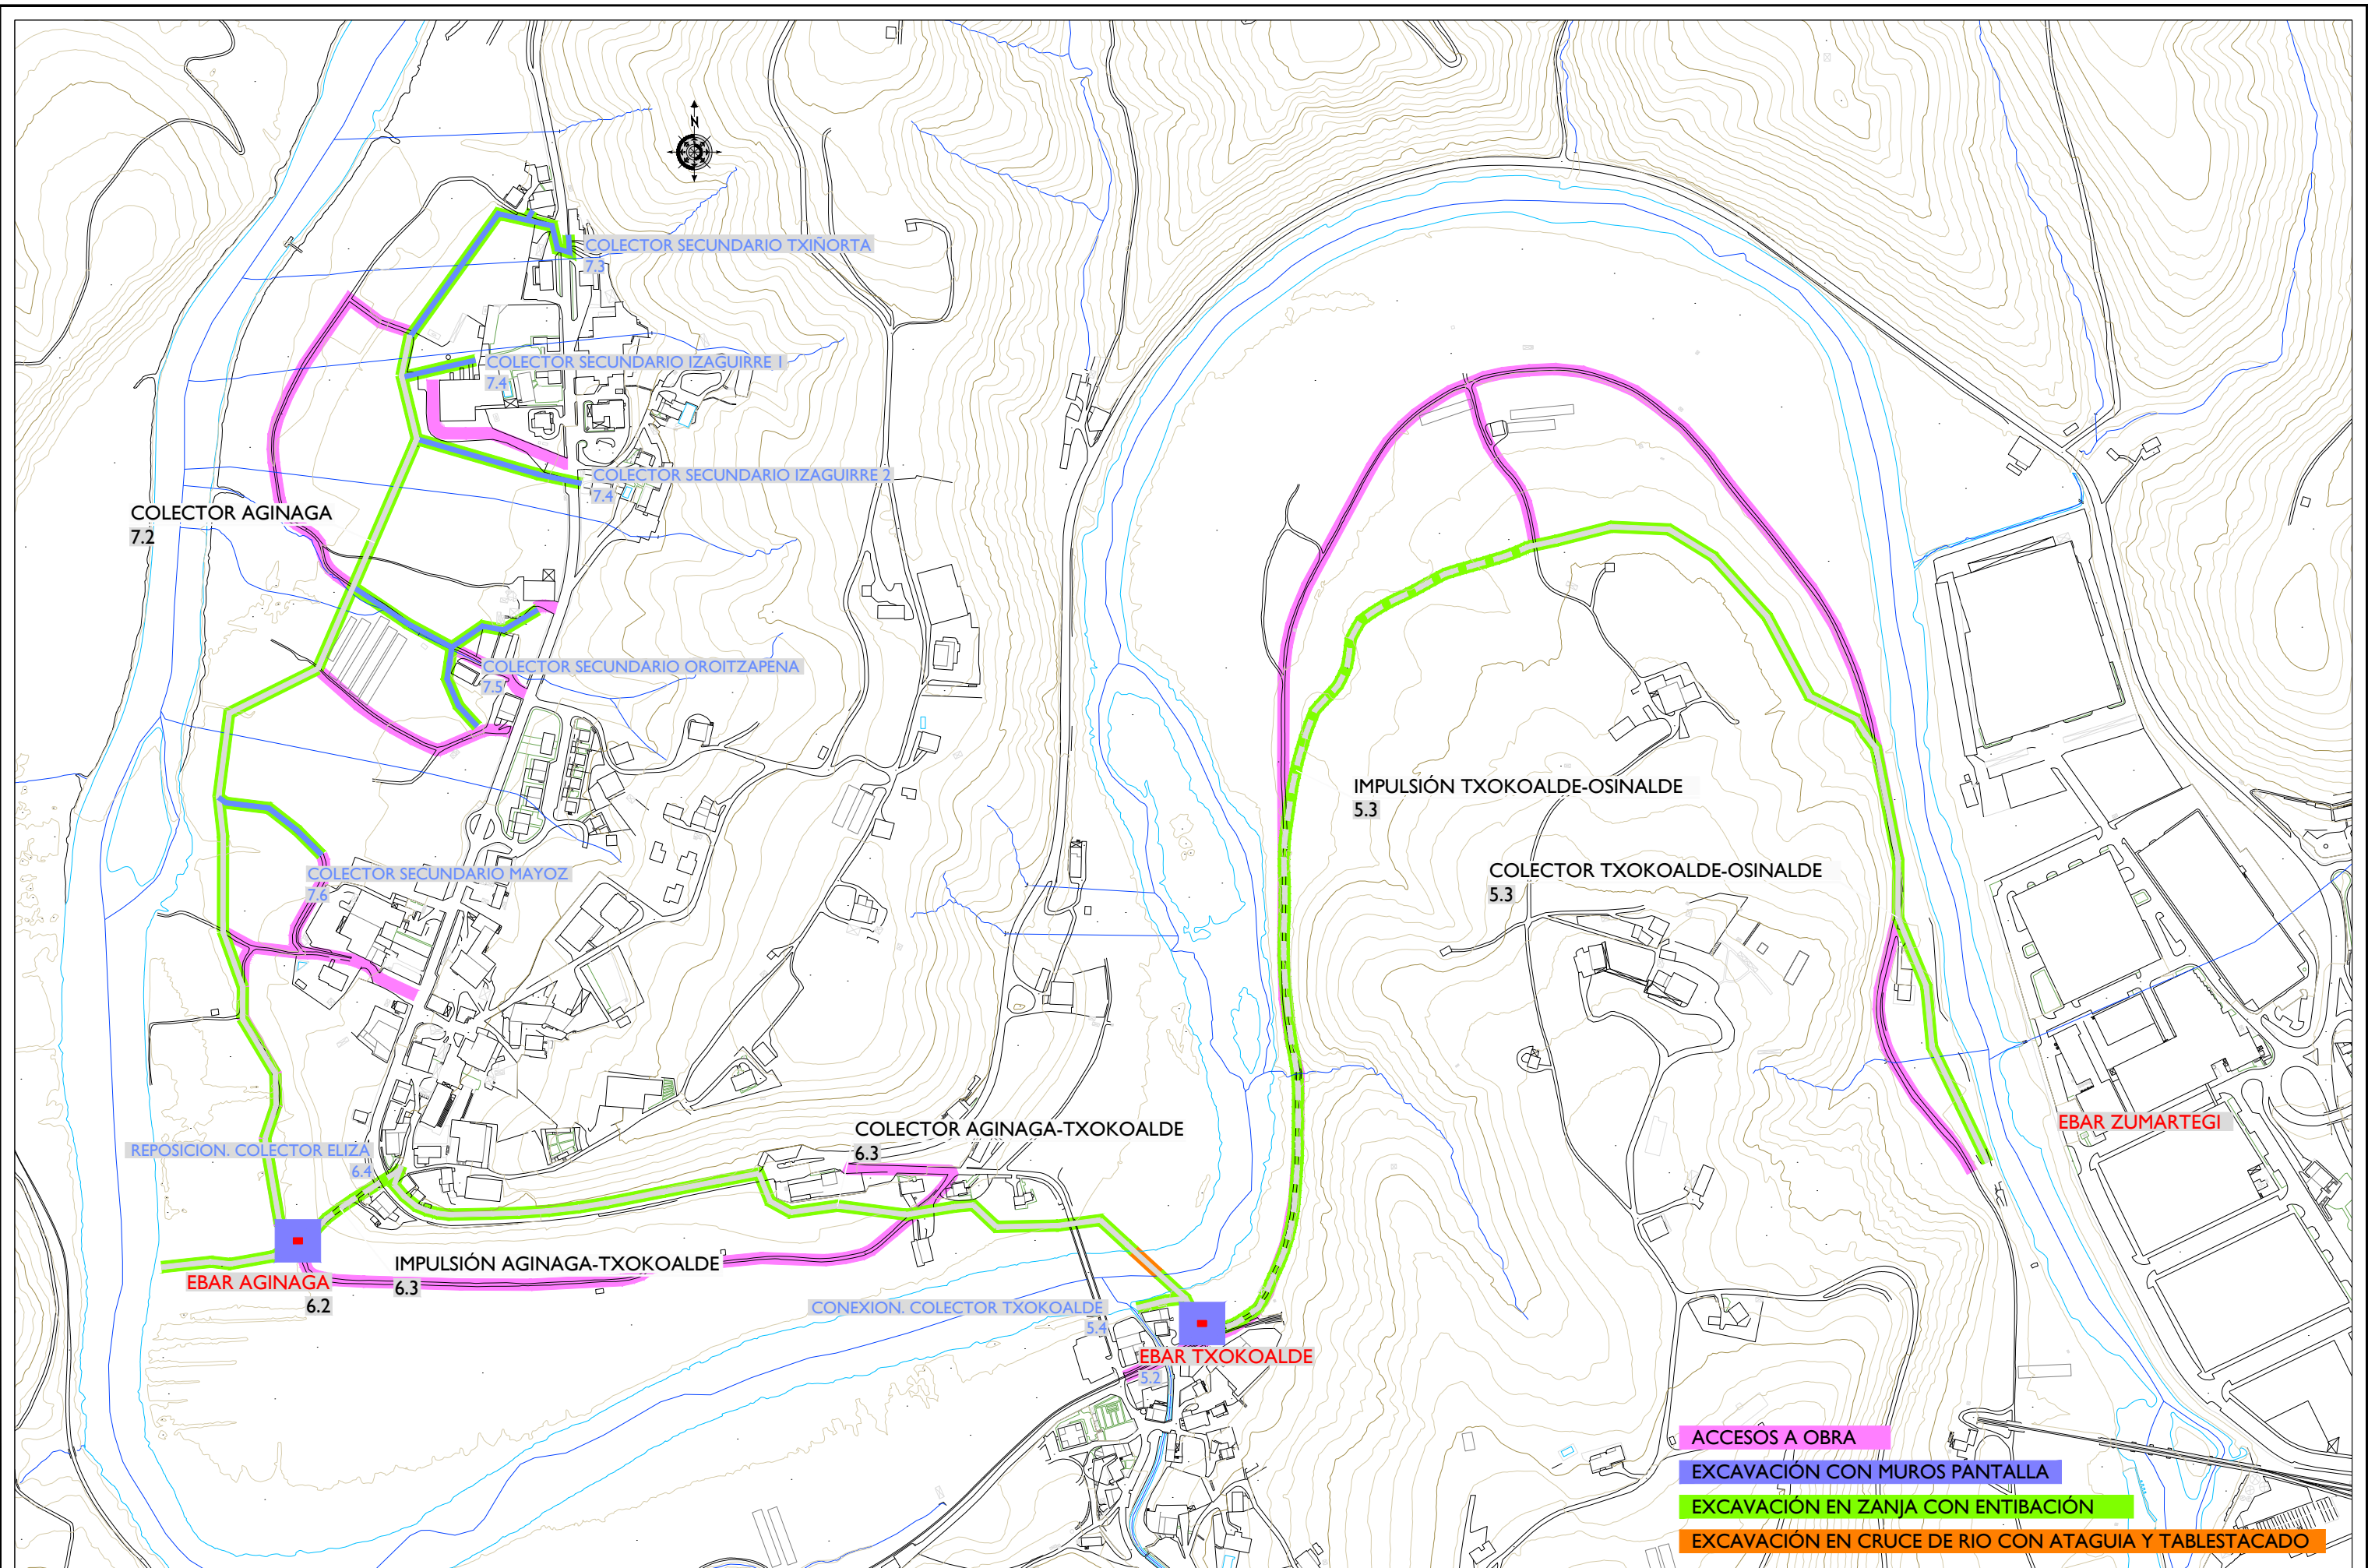 N
COLECTOR SECUNDARIO TXIÑORTA
7.3
COLECTOR SECUNDARIO IZAGUIRRE 1
7.4
COLECTOR SECUNDARIO IZAGUIRRE 2
7.4
COLECTOR AGINAGA
7.2
COLECTOR SECUNDARIO OROITZAPENA
7.5
IMPULSIÓN TXOKOALDE-OSINALDE
5.3
COLECTOR TXOKOALDE-OSINALDE
5.3
COLECTOR SECUNDARIO MAYOZ
7.6
EBAR ZUMARTEGI
COLECTOR AGINAGA-TXOKOALDE
6.3
REPOSICION. COLECTOR ELIZA
6.4
IMPULSIÓN AGINAGA-TXOKOALDE
6.3
EBAR AGINAGA
6.2
CONEXION. COLECTOR TXOKOALDE
5.4
EBAR TXOKOALDE
5.2
ACCESOS A OBRA
EXCAVACIÓN CON MUROS PANTALLA
EXCAVACIÓN EN ZANJA CON ENTIBACIÓN
EXCAVACIÓN EN CRUCE DE RIO CON ATAGUIA Y TABLESTACADO